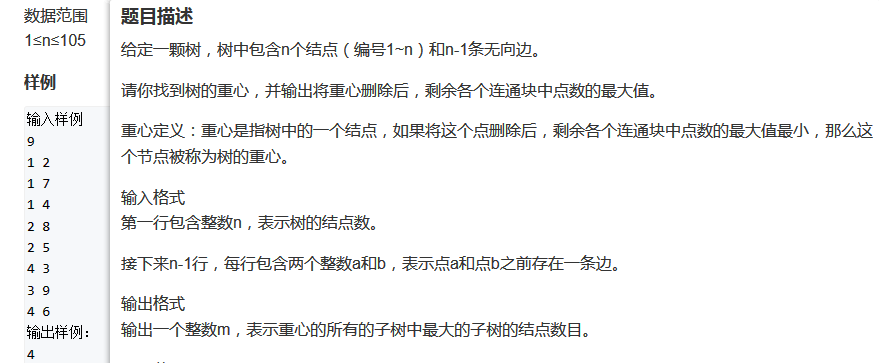 数据范围
1≤n≤105
样例
输入样例
9
1 2
1 7
1 4
2 8
2 5
4 3
3 9
4 6
输出样例：
4
题目描述
给定一颗树，树中包含n个结点（编号1~n）和n-1条无向边。
请你找到树的重心，并输出将重心删除后，剩余各个连通块中点数的最大值。
重心定义：重心是指树中的一个结点，如果将这个点删除后，剩余各个连通块中点数的最大值最小，那么这
个节点被称为树的重心。
输入格式
第一行包含整数n，表示树的结点数。
接下来n-1行，每行包含两个整数a和b，表示点a和点b之前存在一条边。
输出格式
输出一个整数m，表示重心的所有的子树中最大的子树的结点数目。